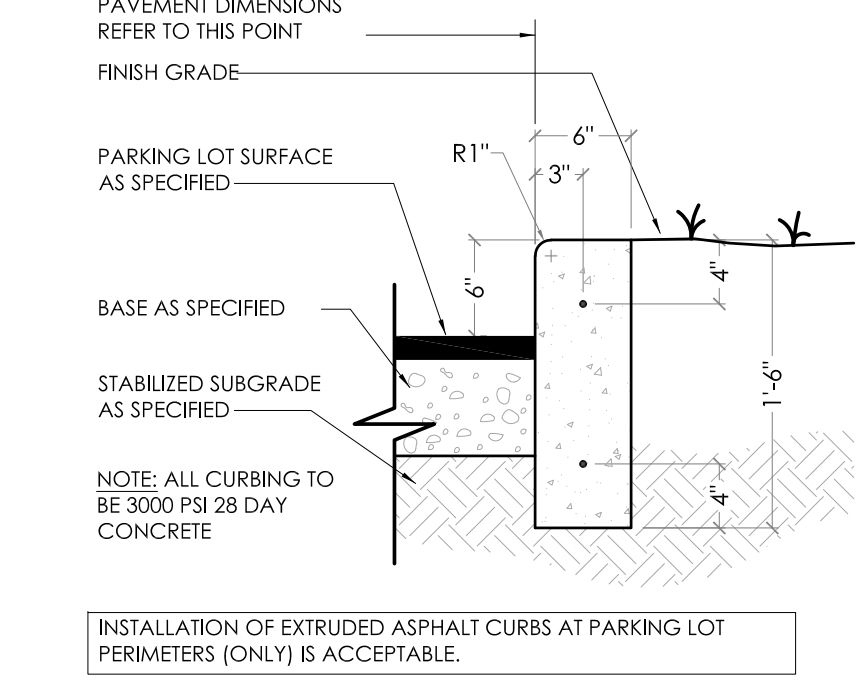 PAVEMENT DIMENSIONS
REFER TO THIS POINT
FINISH GRADE
6"
R1"
3"
PARKING LOT SURFACE
AS SPECIFIED
6"
4"
BASE AS SPECIFIED
1'-6"
STABILIZED SUBGRADE
AS SPECIFIED
4"
NOTE: ALL CURBING TO
BE 3000 PSI 28 DAY
CONCRETE
INSTALLATION OF EXTRUDED ASPHALT CURBS AT PARKING LOT
PERIMETERS (ONLY) IS ACCEPTABLE.